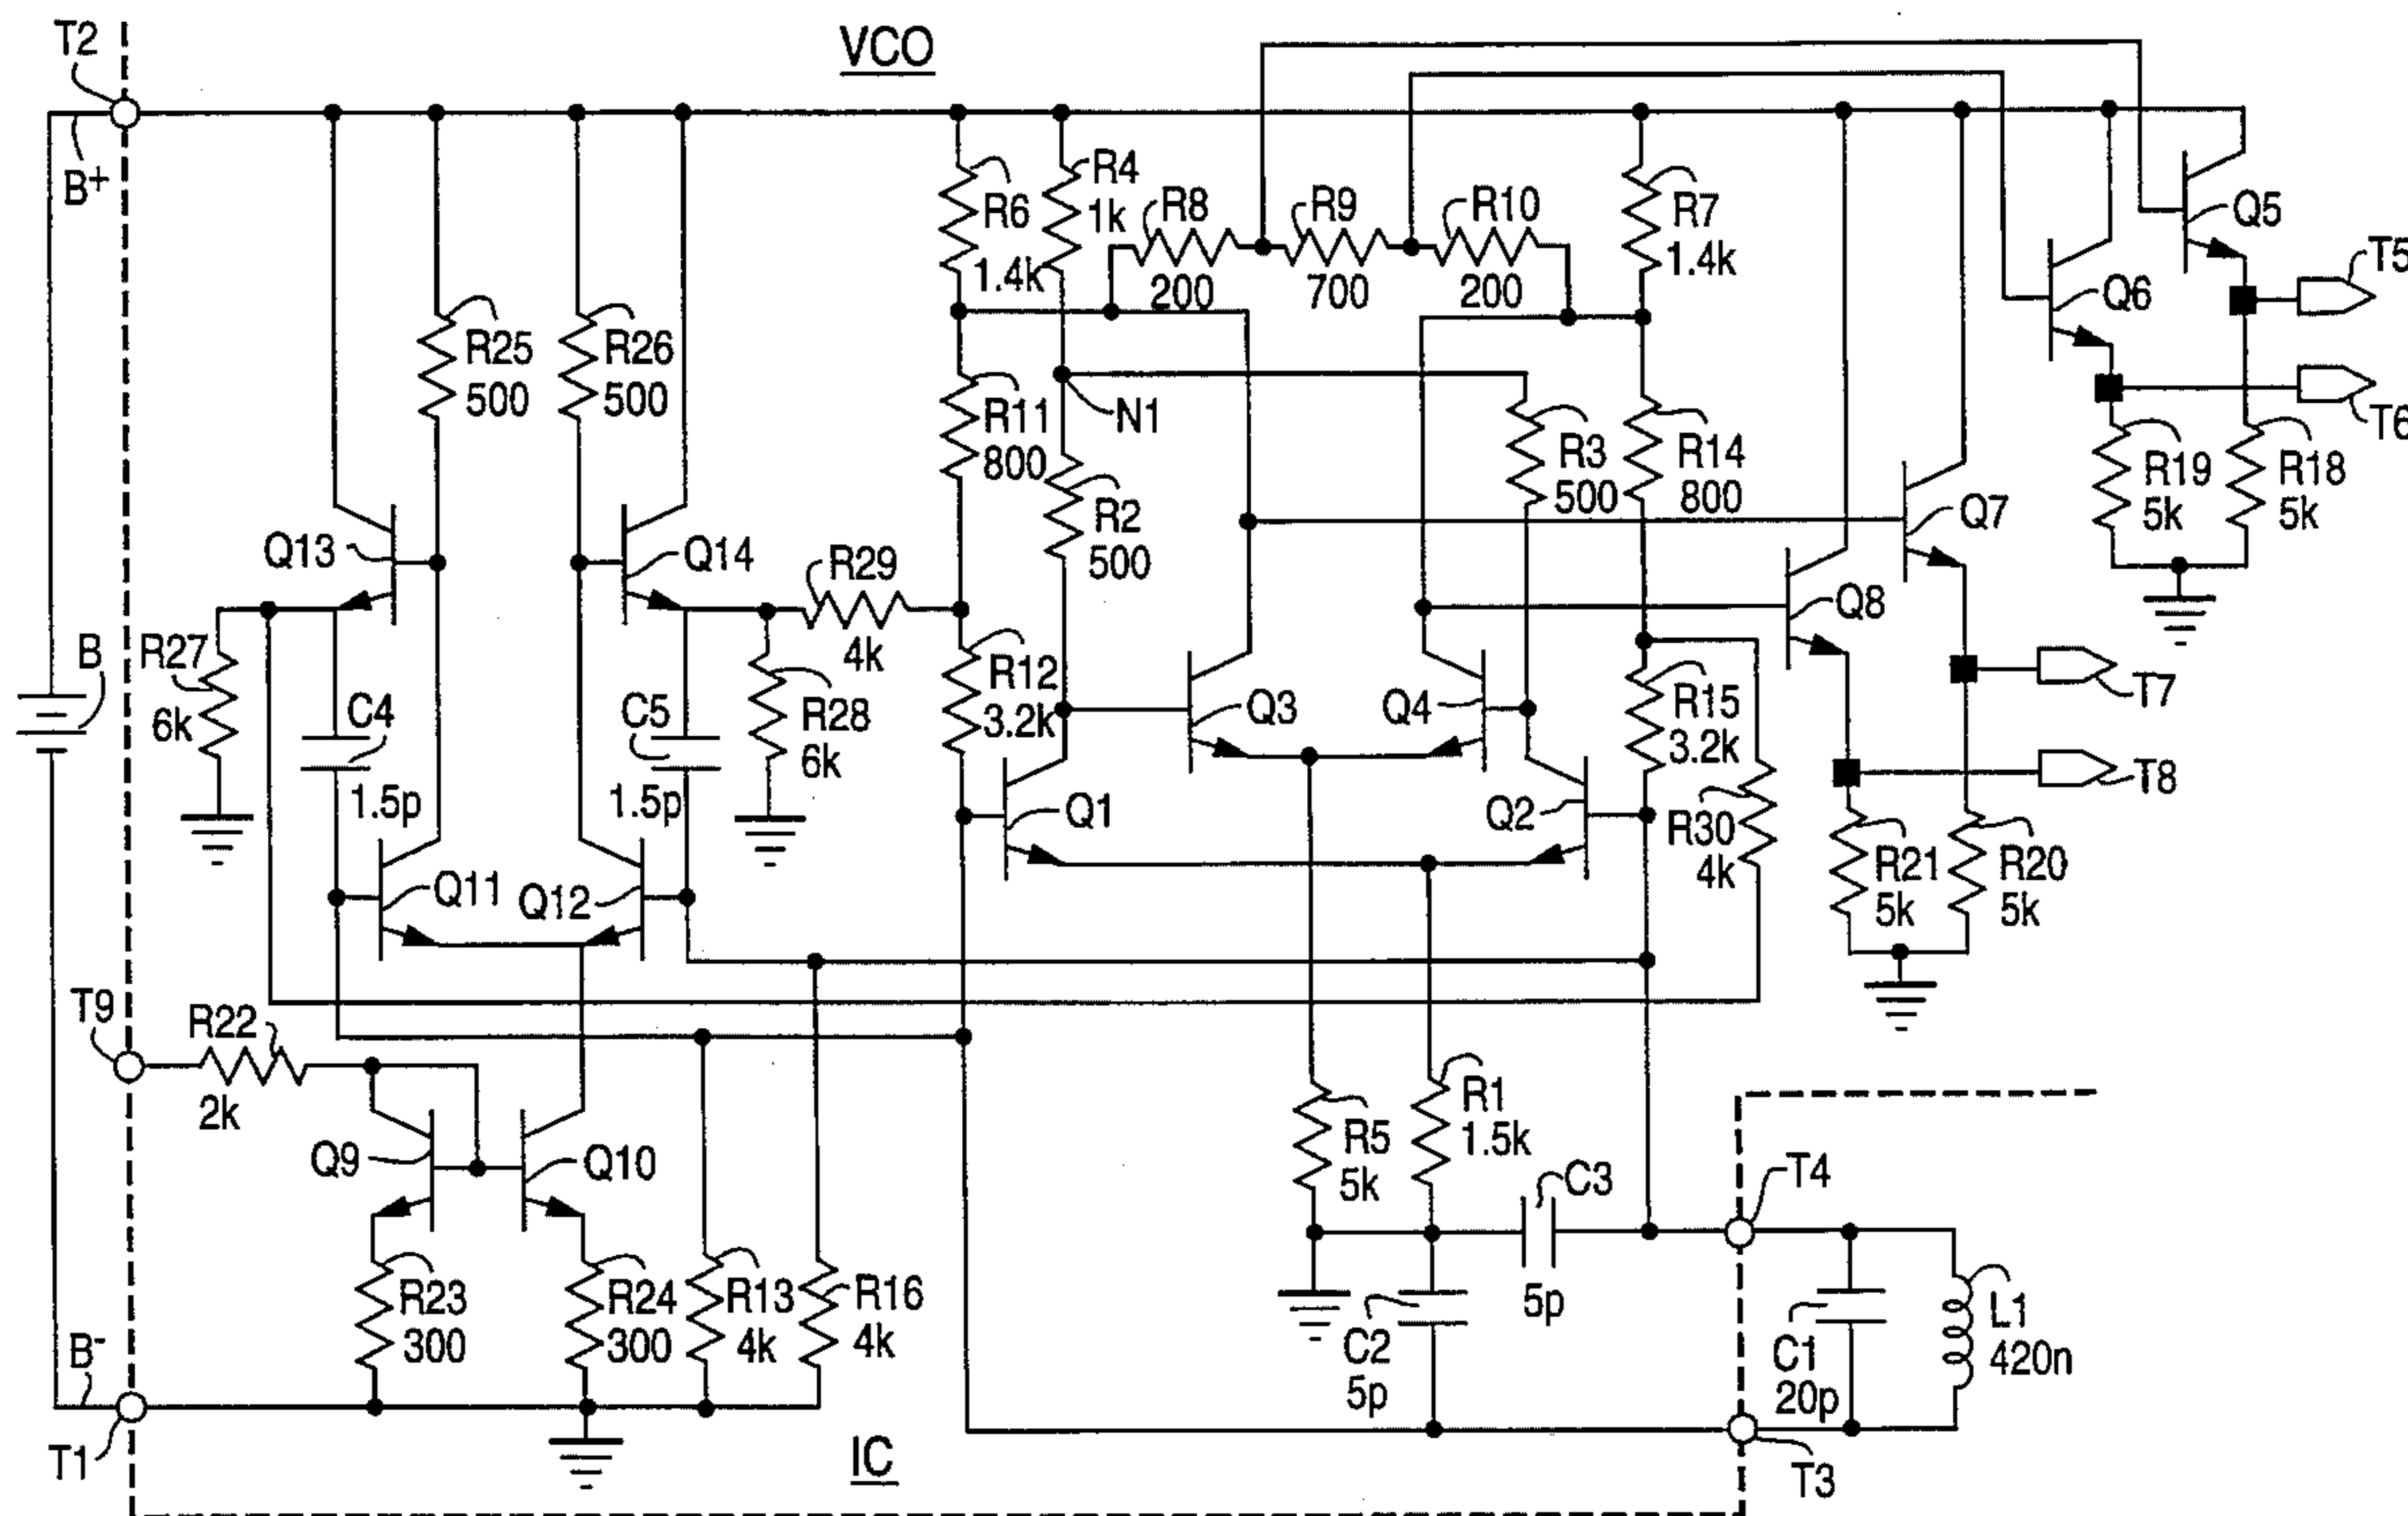 VCO
T2
B+
R6
1.4k
R4
1k
R8
200
R9
700
R10
200
R7
1.4k
Q5
T5
Q6
T6
R25
500
R26
500
R11
800
N1
R3
500
R14
800
R19
5k
R18
5k
R2
500
Q7
Q13
Q14
R29
4k
Q8
B
R27
6k
C4
1.5p
C5
1.5p
R28
6k
R12
3.2k
Q3
Q4
R15
3.2k
T7
T8
Q1
Q2
R30
4k
R21
5k
R20
5k
Q11
Q12
T9
R22
2k
Q9
Q10
R5
5k
R1
1.5k
C3
5p
T4
R23
300
R24
300
R13
4k
R16
4k
C2
5p
C1
20p
L1
420n
B-
T1
IC
T3